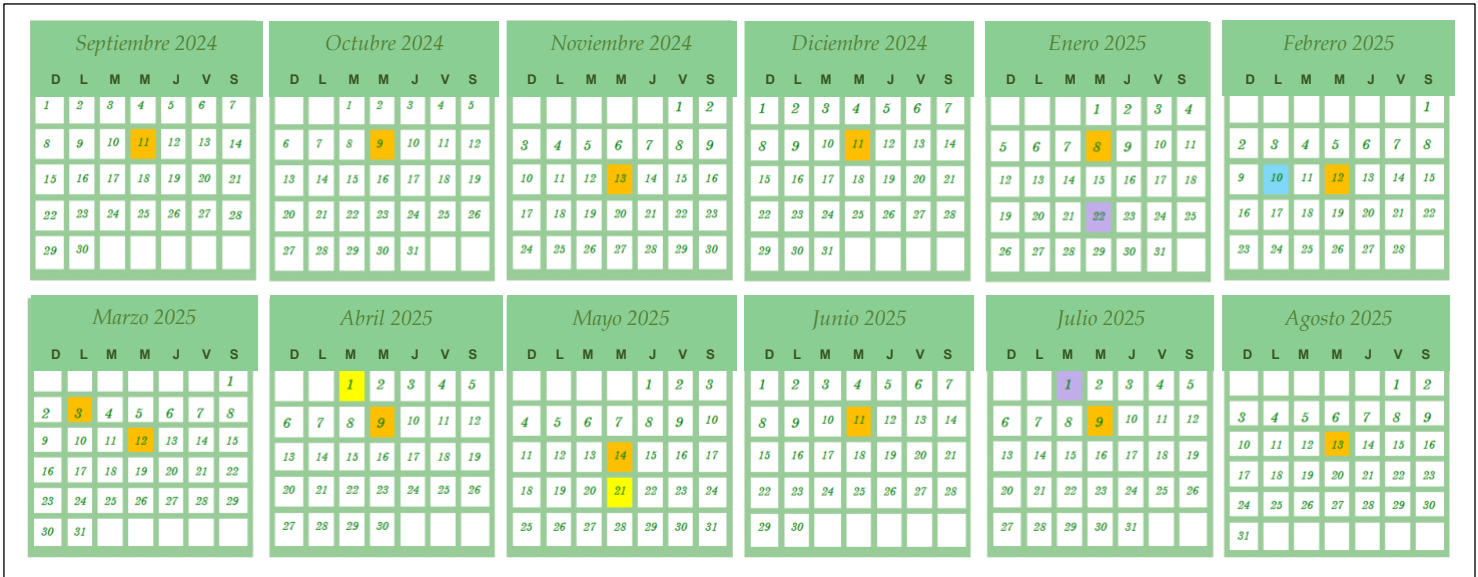 Septiembre 2024
D L M M J V S
1 2 3 4 5 6 7
8 9 10 11 12 13 14
15 16 17 18 19 20 21
22 23 24 25 26 27 28
29 30
Octubre 2024
D L M M J V S
1 2 3 4 5
6 7 8 9 10 11 12
13 14 15 16 17 18 19
20 21 22 23 24 25 26
27 28 29 30 31
Noviembre 2024
D L M M J V S
1 2
3 4 5 6 7 8 9
10 11 12 13 14 15 16
17 18 19 20 21 22 23
24 25 26 27 28 29 30
Diciembre 2024
D L M M J V S
1 2 3 4 5 6 7
8 9 10 11 12 13 14
15 16 17 18 19 20 21
22 23 24 25 26 27 28
29 30 31
Enero 2025
D L M M J V S
1 2 3 4
5 6 7 8 9 10 11
12 13 14 15 16 17 18
19 20 21 22 23 24 25
26 27 28 29 30 31
Febrero 2025
D L M M J V S
1
2 3 4 5 6 7 8
9 10 11 12 13 14 15
16 17 18 19 20 21 22
23 24 25 26 27 28
Marzo 2025
D L M M J V S
1
2 3 4 5 6 7 8
9 10 11 12 13 14 15
16 17 18 19 20 21 22
23 24 25 26 27 28 29
30 31
Abril 2025
D L M M J V S
1 2 3 4 5
6 7 8 9 10 11 12
13 14 15 16 17 18 19
20 21 22 23 24 25 26
27 28 29 30
Mayo 2025
D L M M J V S
1 2 3
4 5 6 7 8 9 10
11 12 13 14 15 16 17
18 19 20 21 22 23 24
25 26 27 28 29 30 31
Junio 2025
D L M M J V S
1 2 3 4 5 6 7
8 9 10 11 12 13 14
15 16 17 18 19 20 21
22 23 24 25 26 27 28
29 30
Julio 2025
D L M M J V S
1 2 3 4 5
6 7 8 9 10 11 12
13 14 15 16 17 18 19
20 21 22 23 24 25 26
27 28 29 30 31
Agosto 2025
D L M M J V S
1 2
3 4 5 6 7 8 9
10 11 12 13 14 15 16
17 18 19 20 21 22 23
24 25 26 27 28 29 30
31